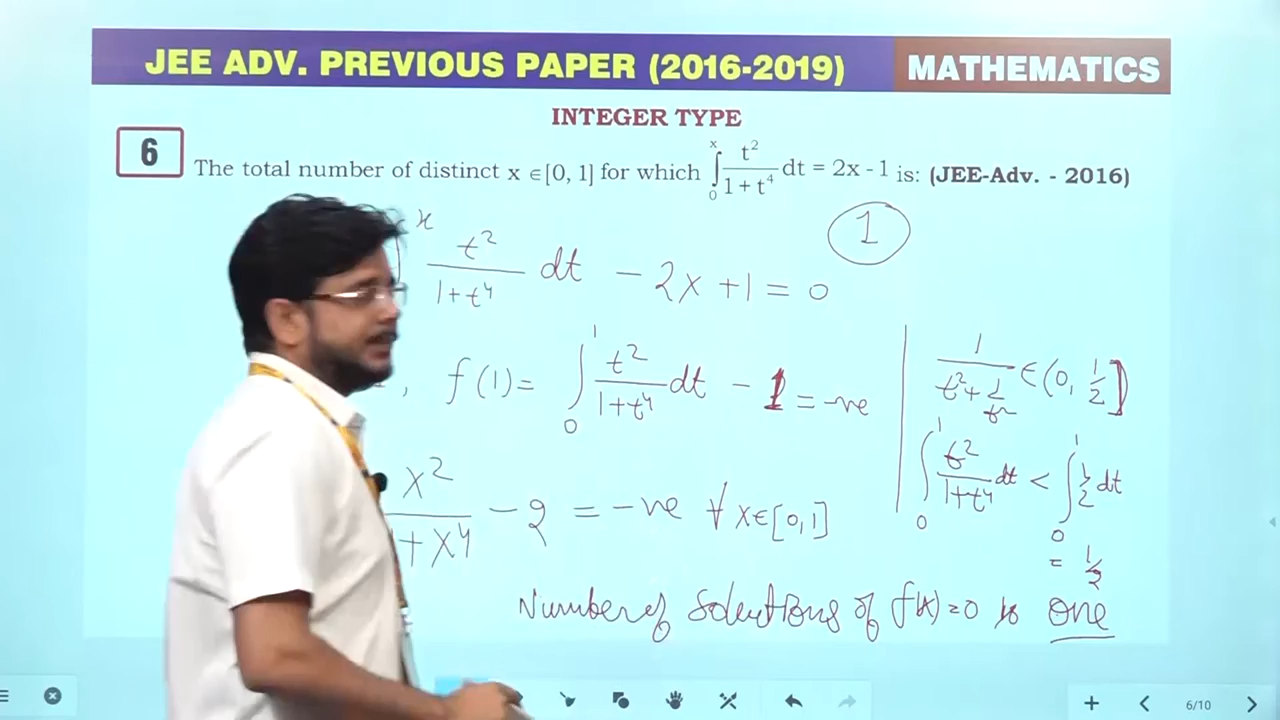 JEE ADV. PREVIOUS PAPER (2016-2019) MATHEMATICS
INTEGER TYPE
6 The total number of distinct x ∈[0, 1] for which ∫₀ˣ t²/(1+t⁴) dt = 2x - 1 is: (JEE-Adv. - 2016)
1
∫ˣ t²/(1+t⁴) dt - 2x + 1 = 0
, f(1) = ∫₀¹ t²/(1+t⁴) dt - 1 = -ve
1/(t²+1/t²) ∈ (0, 1/2]
∫₀¹ t²/(1+t⁴) dt < ∫₀¹ 1/2 dt
= 1/2
x²/(1+x⁴) - 2 = -ve ∀ x∈[0,1]
Number of solutions of f(x)=0 is one
6/10